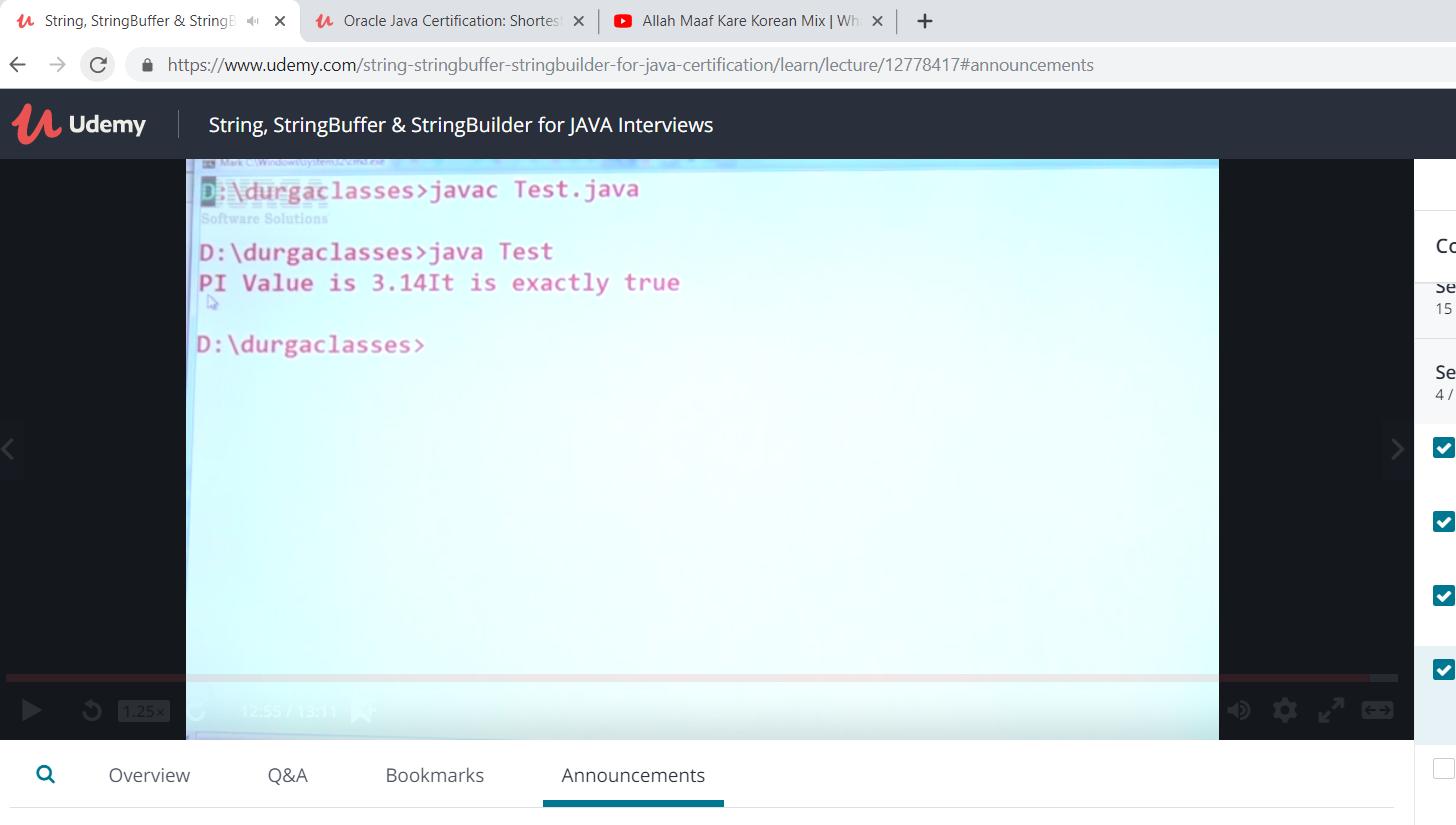 String, StringBuffer & StringB
Oracle Java Certification: Shortes
Allah Maaf Kare Korean Mix | Wh
https://www.udemy.com/string-stringbuffer-stringbuilder-for-java-certification/learn/lecture/12778417#announcements
Udemy
String, StringBuffer & StringBuilder for JAVA Interviews
Mark C:\Windows\system32\cmd.exe
D:\durgaclasses>javac Test.java
Software Solutions
D:\durgaclasses>java Test
PI Value is 3.14It is exactly true
D:\durgaclasses>
Co
Se
15
Se
4 /
1.25×
12:55 / 13:11
Overview
Q&A
Bookmarks
Announcements